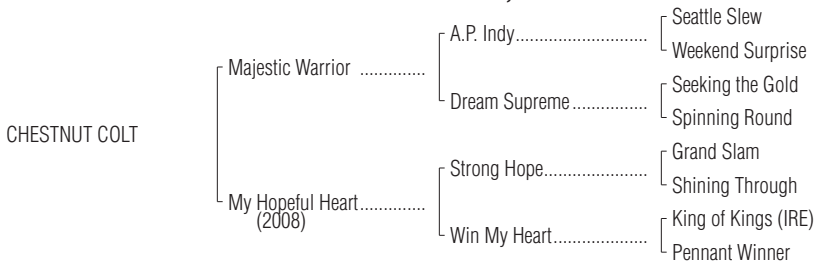 Seattle Slew
A.P. Indy..............................
Weekend Surprise
Majestic Warrior ..............
Seeking the Gold
Dream Supreme.................
Spinning Round
CHESTNUT COLT
Grand Slam
Strong Hope.......................
Shining Through
My Hopeful Heart..............
(2008)
King of Kings (IRE)
Win My Heart.....................
Pennant Winner